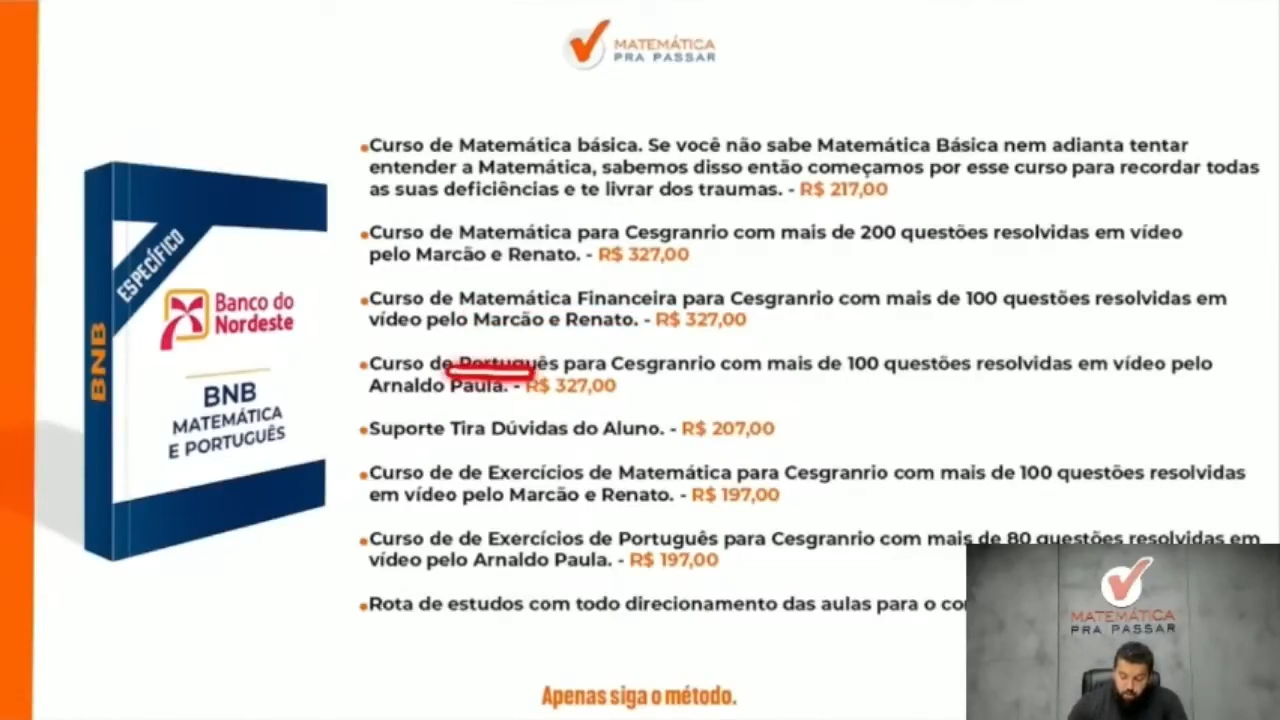 MATEMÁTICA
PRA PASSAR
•Curso de Matemática básica. Se você não sabe Matemática Básica nem adianta tentar
entender a Matemática, sabemos disso então começamos por esse curso para recordar todas
as suas deficiências e te livrar dos traumas. - R$ 217,00
•Curso de Matemática para Cesgranrio com mais de 200 questões resolvidas em vídeo
pelo Marcão e Renato. - R$ 327,00
•Curso de Matemática Financeira para Cesgranrio com mais de 100 questões resolvidas em
vídeo pelo Marcão e Renato. - R$ 327,00
•Curso de Português para Cesgranrio com mais de 100 questões resolvidas em vídeo pelo
Arnaldo Paula. - R$ 327,00
•Suporte Tira Dúvidas do Aluno. - R$ 207,00
•Curso de de Exercícios de Matemática para Cesgranrio com mais de 100 questões resolvidas
em vídeo pelo Marcão e Renato. - R$ 197,00
•Curso de de Exercícios de Português para Cesgranrio com mais de 80 questões resolvidas em
vídeo pelo Arnaldo Paula. - R$ 197,00
•Rota de estudos com todo direcionamento das aulas para o
Apenas siga o método.
ESPECÍFICO
Banco do
Nordeste
BNB
BNB
MATEMÁTICA
E PORTUGUÊS
MATEMÁTICA
PRA PASSAR